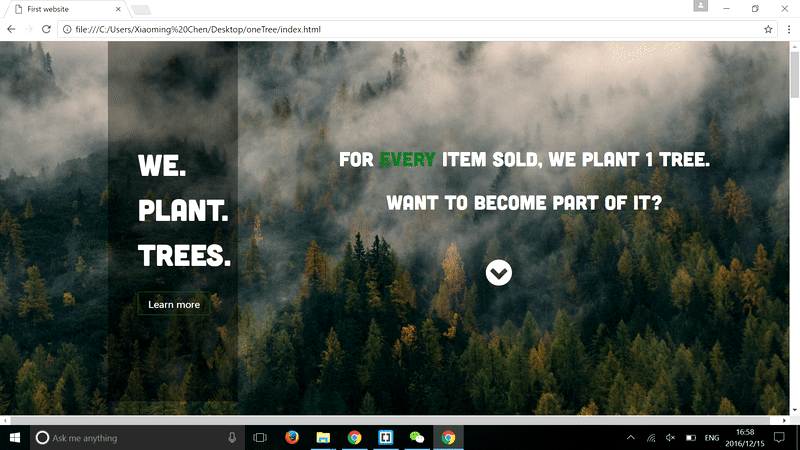 First website
file:///C:/Users/Xiaoming%20Chen/Desktop/oneTree/index.html
WE.
PLANT.
TREES.
Learn more
FOR EVERY ITEM SOLD, WE PLANT 1 TREE.
WANT TO BECOME PART OF IT?
Ask me anything
ENG
16:58
2016/12/15